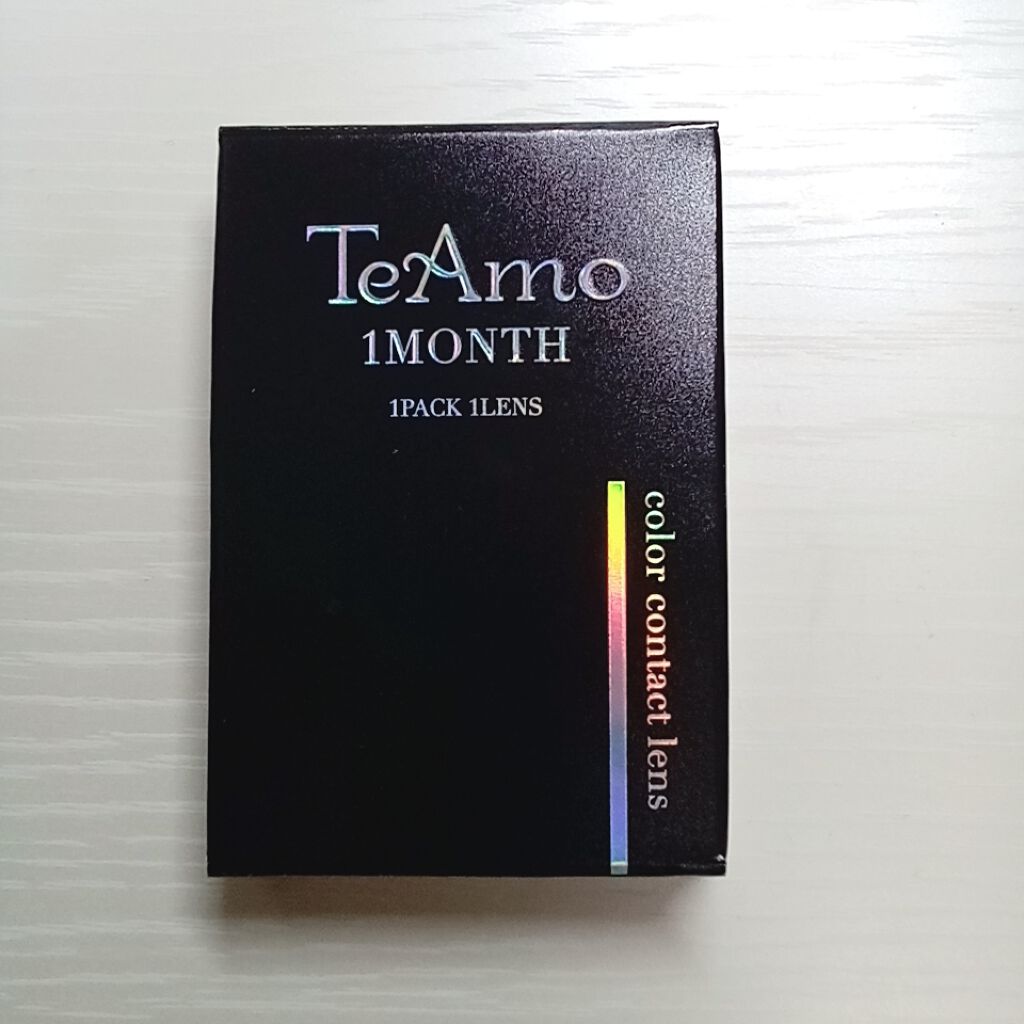 TeAmo
1MONTH
1PACK 1LENS
color contact lens